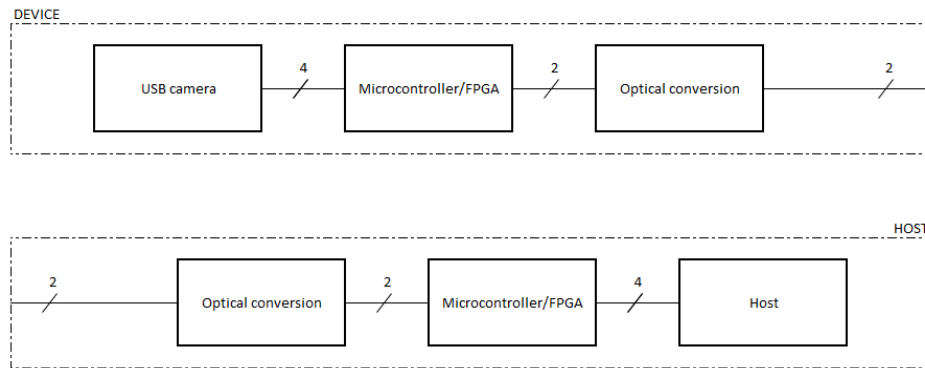 DEVICE
4
2
2
USB camera
Microcontroller/FPGA
Optical conversion
HOST
2
2
4
Optical conversion
Microcontroller/FPGA
Host